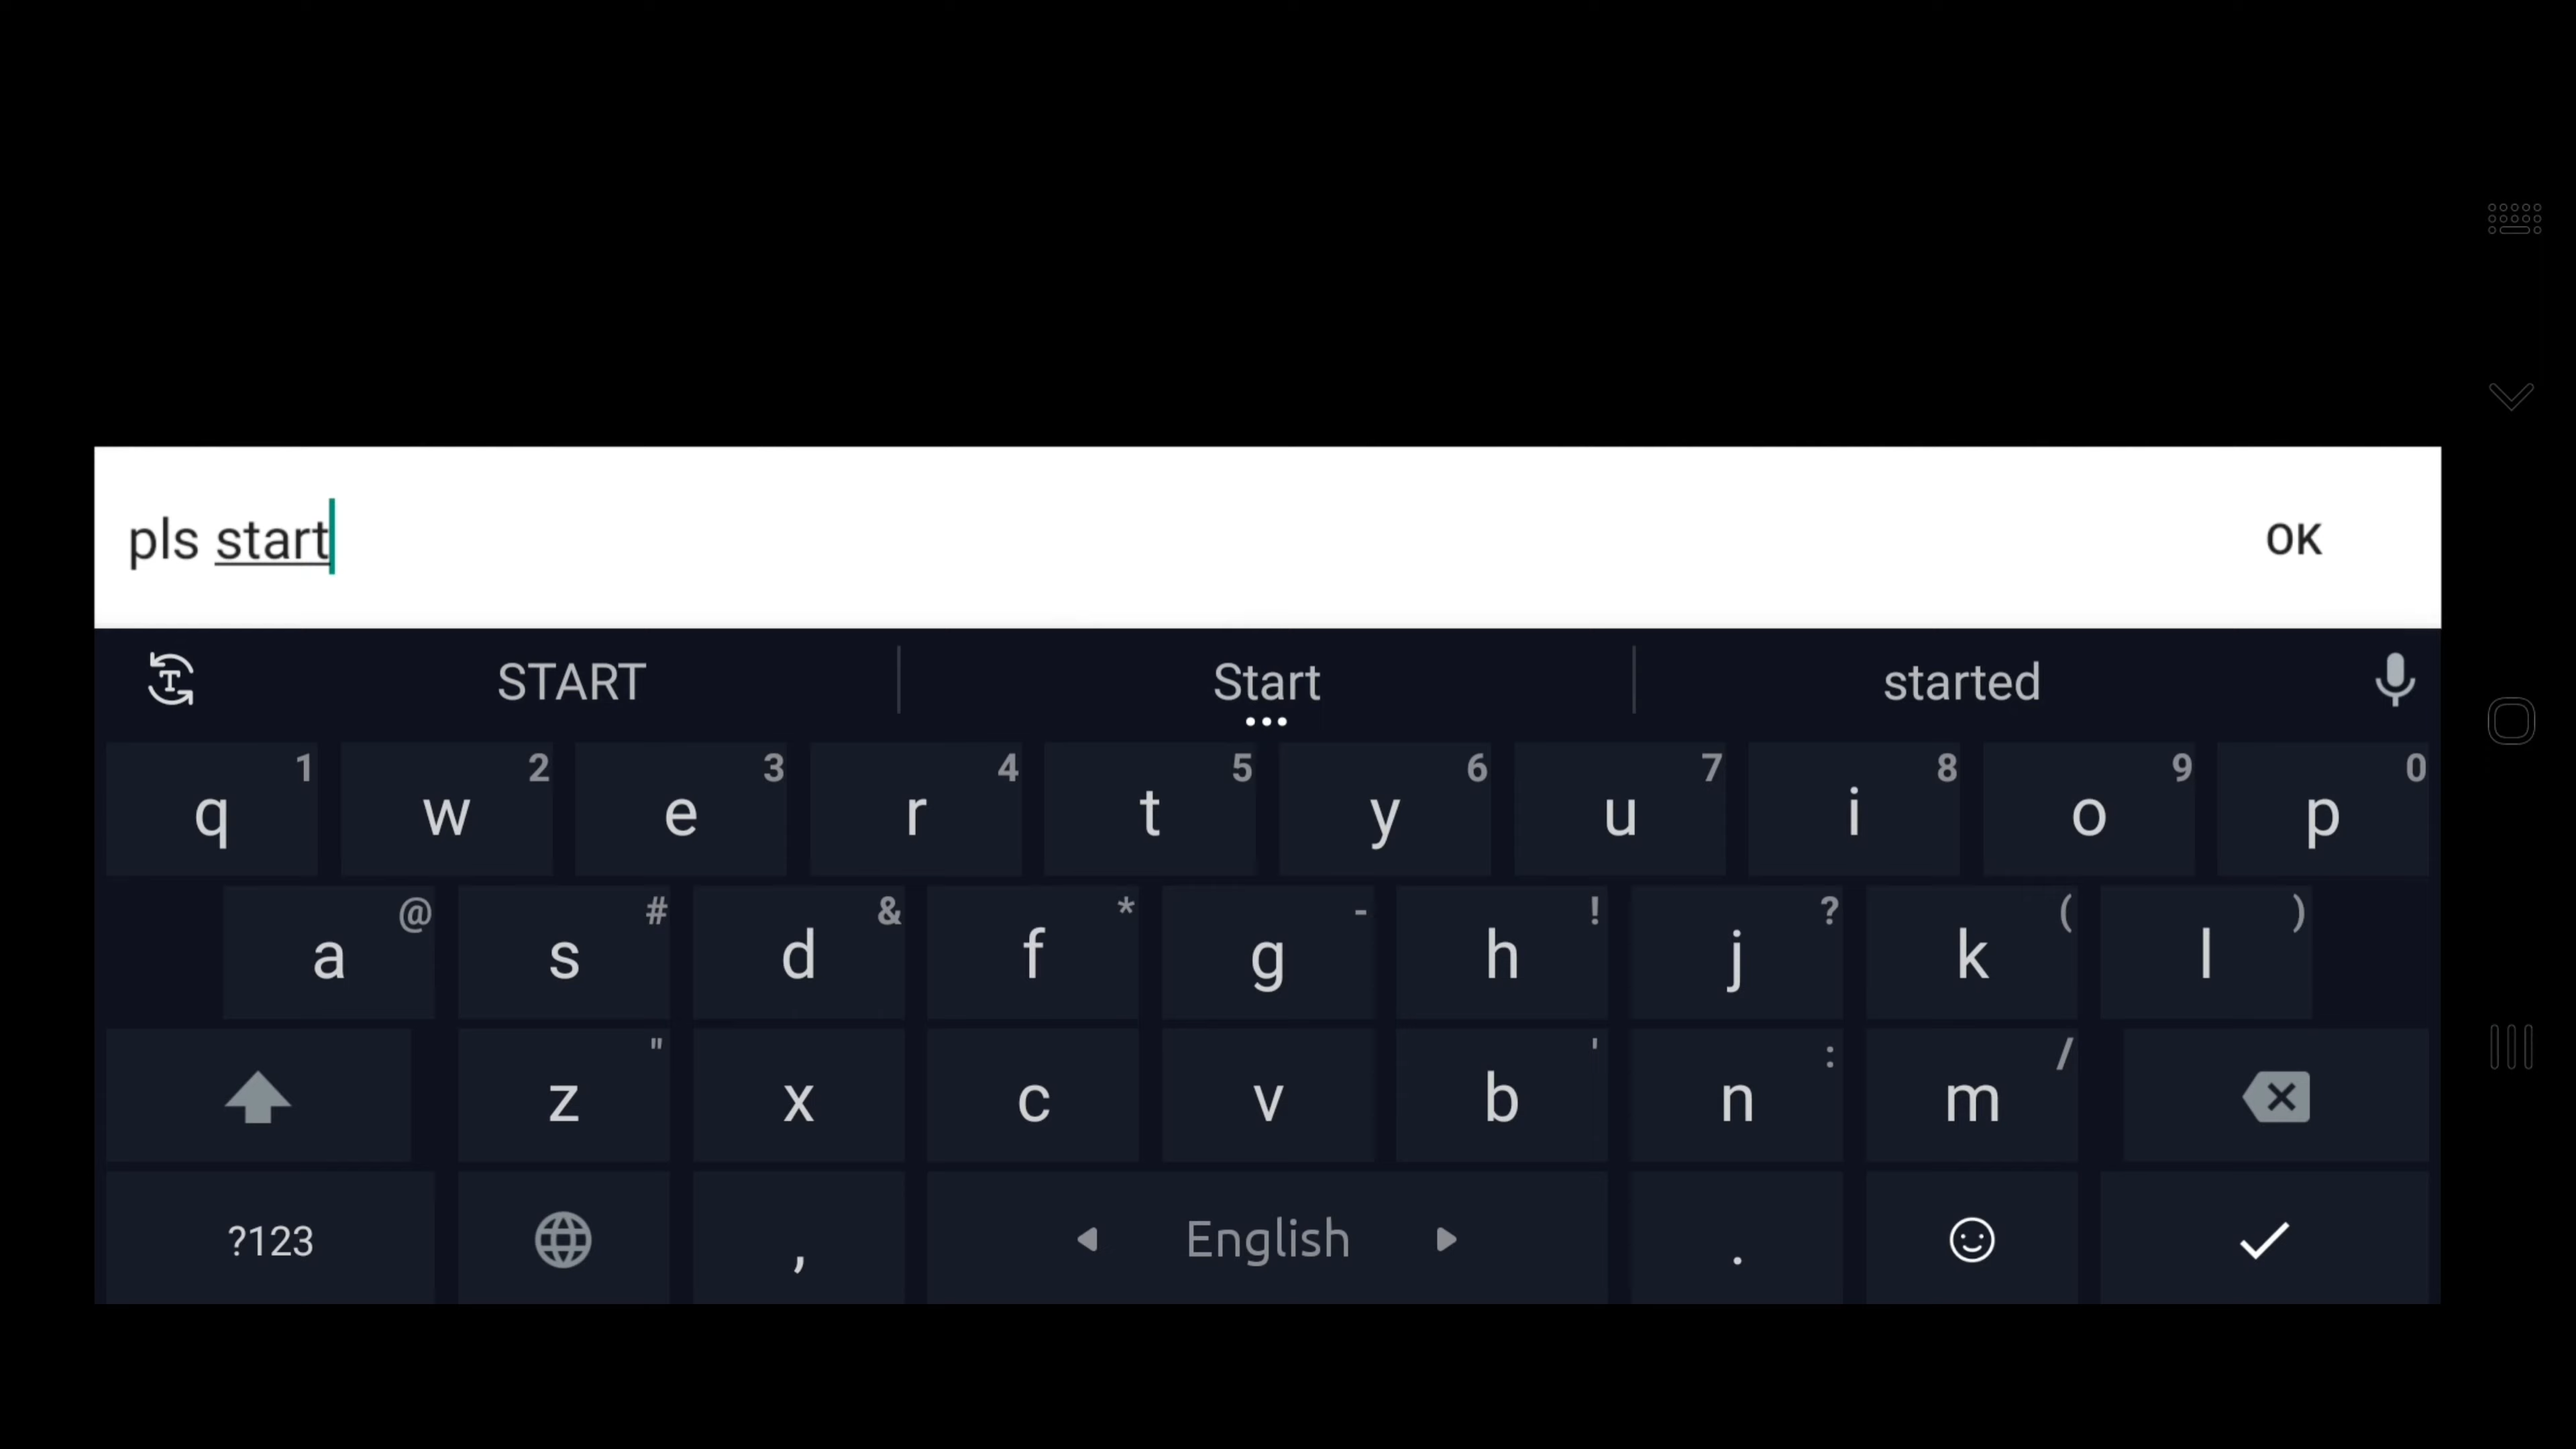 pls start
OK
START Start started
1 2 3 4 5 6 7 8 9 0
q w e r t y u i o p
@ # & * - ! ? ( )
a s d f g h j k l
" ' : /
z x c v b n m
?123 , English .